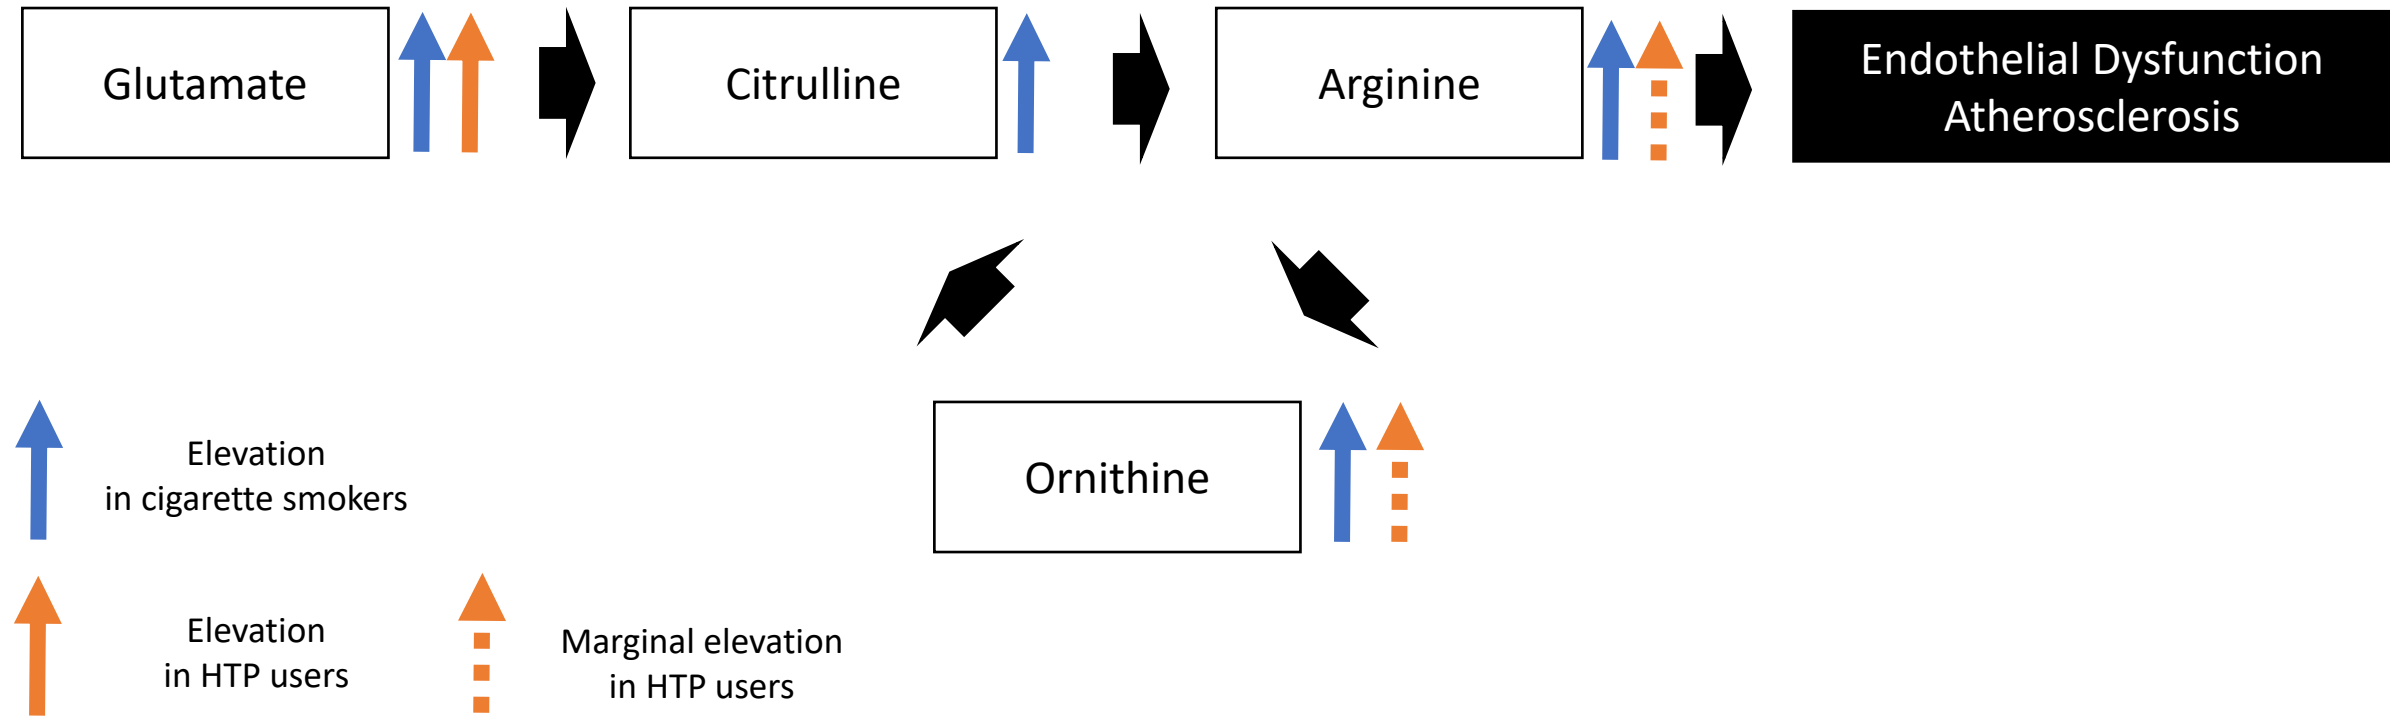 Glutamate
Citrulline
Arginine
Endothelial Dysfunction
Atherosclerosis
Ornithine
Elevation
in cigarette smokers
Elevation
in HTP users
Marginal elevation
in HTP users